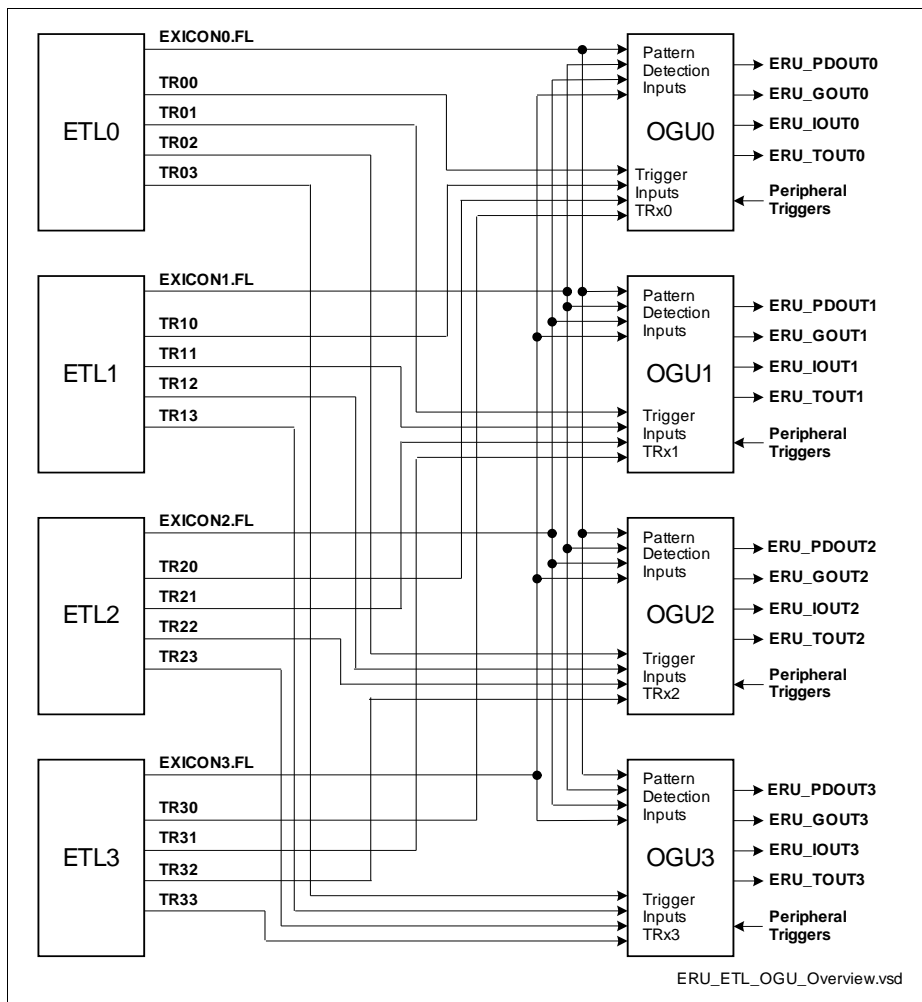 EXICON0.FL
TR00
TR01
TR02
TR03
ETL0
Pattern
Detection
Inputs
OGU0
Trigger
Inputs
TRx0
ERU_PDOUT0
ERU_GOUT0
ERU_IOUT0
ERU_TOUT0
Peripheral
Triggers
EXICON1.FL
TR10
TR11
TR12
TR13
ETL1
Pattern
Detection
Inputs
OGU1
Trigger
Inputs
TRx1
ERU_PDOUT1
ERU_GOUT1
ERU_IOUT1
ERU_TOUT1
Peripheral
Triggers
EXICON2.FL
TR20
TR21
TR22
TR23
ETL2
Pattern
Detection
Inputs
OGU2
Trigger
Inputs
TRx2
ERU_PDOUT2
ERU_GOUT2
ERU_IOUT2
ERU_TOUT2
Peripheral
Triggers
EXICON3.FL
TR30
TR31
TR32
TR33
ETL3
Pattern
Detection
Inputs
OGU3
Trigger
Inputs
TRx3
ERU_PDOUT3
ERU_GOUT3
ERU_IOUT3
ERU_TOUT3
Peripheral
Triggers
ERU_ETL_OGU_Overview.vsd